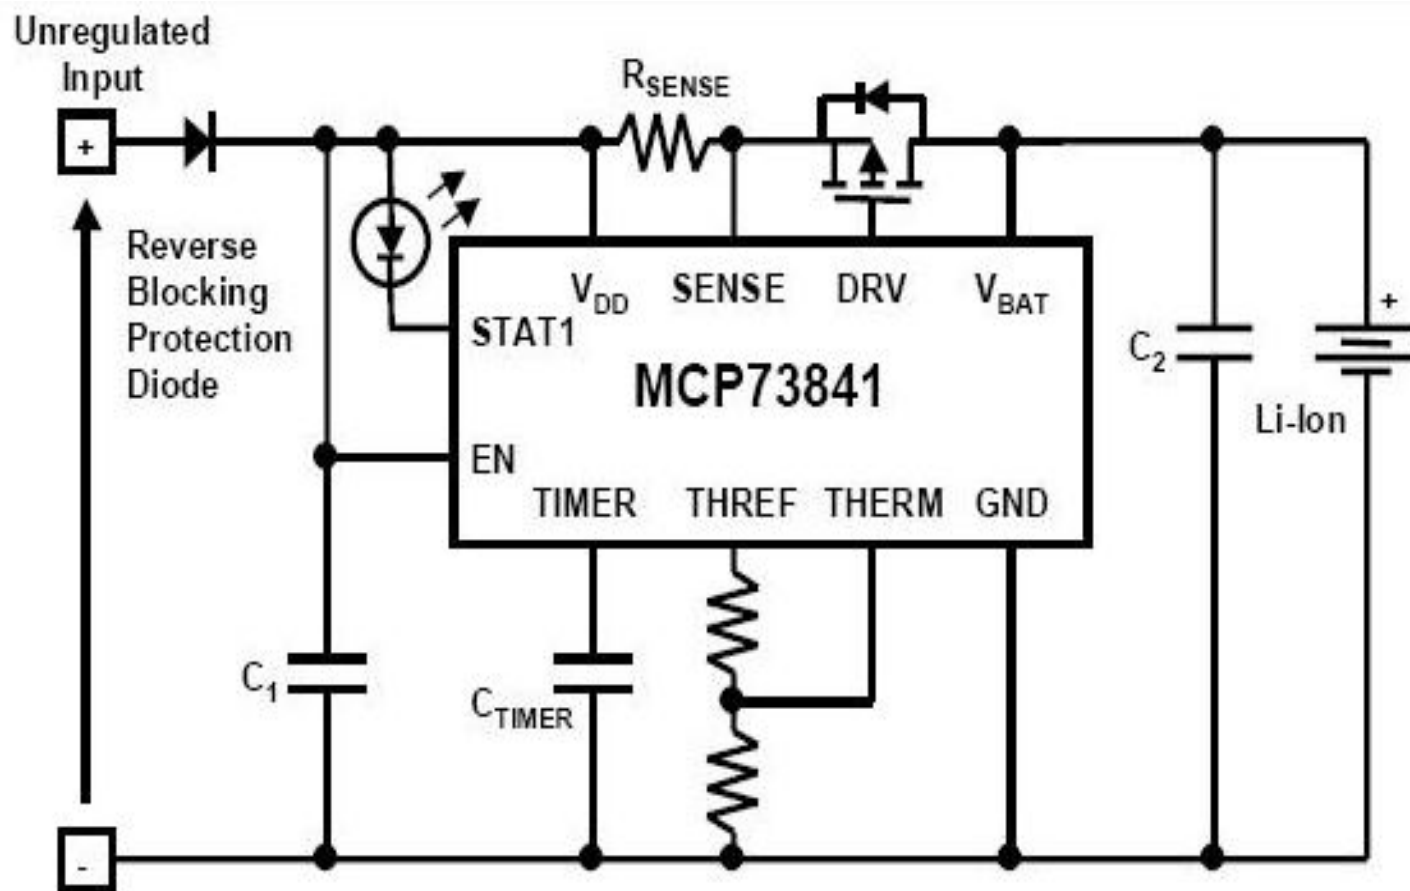 Unregulated
Input
+
R_SENSE
Reverse
Blocking
Protection
Diode
V_DD SENSE DRV V_BAT
STAT1
MCP73841
EN
TIMER THREF THERM GND
C_1
C_TIMER
C_2
+
Li-Ion
-